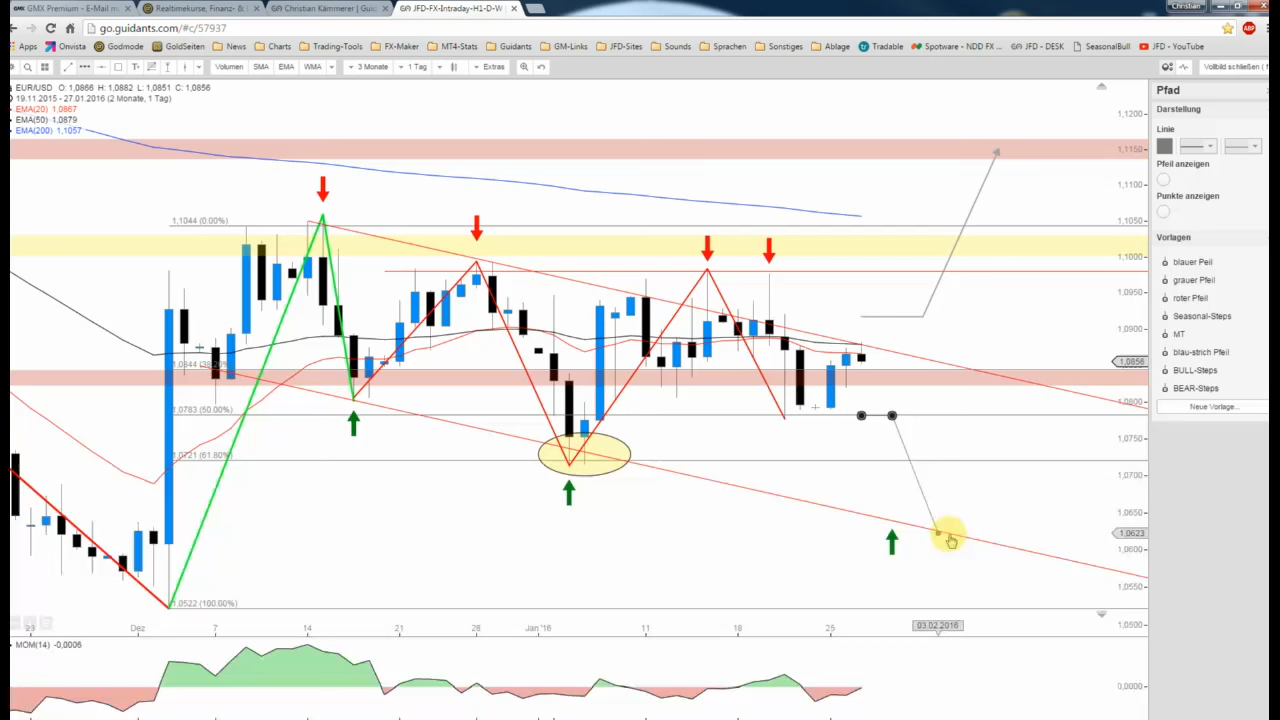 GMX Premium - E-Mail m
Realtimekurse, Finanz- &
Christian Kämmerer | Gui
JFD-FX-Intraday-H1-D-W |
Christian
go.guidants.com/#c/57937
ABP
Apps
Onvista
Godmode
GoldSeiten
News
Charts
Trading-Tools
FX-Maker
MT4-Stats
Guidants
GM-Links
JFD-Sites
Sounds
Sprachen
Sonstiges
Ablage
Tradable
Spotware - NDD FX ...
JFD - DESK
SeasonalBull
JFD - YouTube
Volumen
SMA
EMA
WMA
3 Monate
1 Tag
Extras
Vollbild schließen (
EUR/USD O: 1,0866 H: 1,0882 L: 1,0851 C: 1,0856
19.11.2015 - 27.01.2016 (2 Monate, 1 Tag)
EMA(20) 1,0867
EMA(50) 1,0879
EMA(200) 1,1057
1,1044 (0.00%)
1,0844 (38.20%)
1,0783 (50.00%)
1,0721 (61.80%)
1,0522 (100.00%)
1,1200
1,1150
1,1100
1,1050
1,1000
1,0950
1,0900
1,0856
1,0800
1,0750
1,0700
1,0650
1,0623
1,0600
1,0550
1,0500
23
Dez
7
14
21
28
Jan'16
11
18
25
03.02.2016
MOM(14) -0,0006
0,0000
Pfad
Darstellung
Linie
Pfeil anzeigen
Punkte anzeigen
Vorlagen
blauer Peil
grauer Pfeil
roter Pfeil
Seasonal-Steps
MT
blau-strich Pfeil
BULL-Steps
BEAR-Steps
Neue Vorlage...